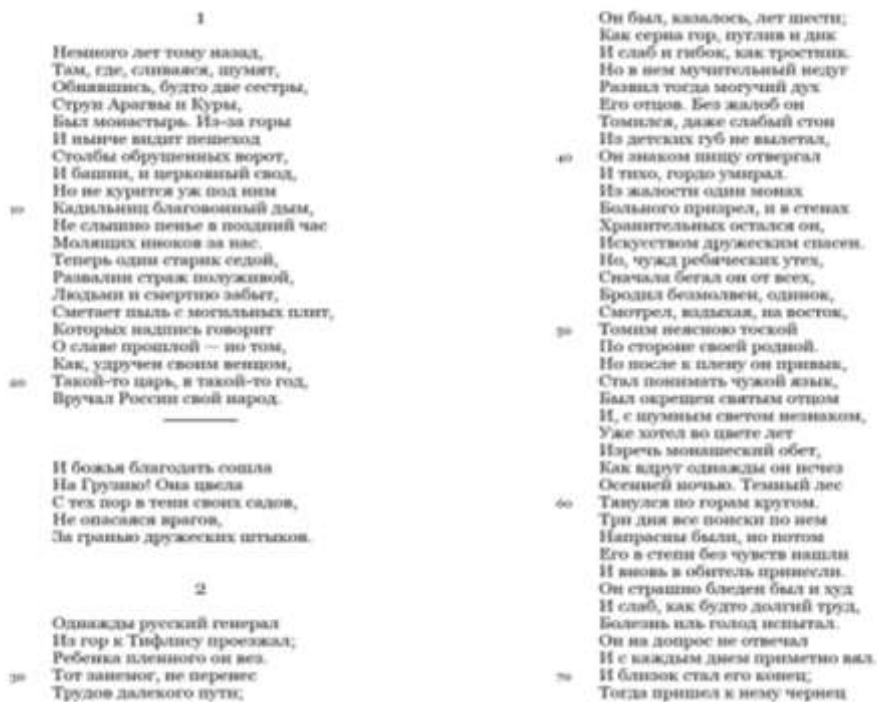 1
Немного лет тому назад,
Там, где, сливаяся, шумят,
Обнявшись, будто две сестры,
Струи Арагвы и Куры,
Был монастырь. Из-за горы
И нынче видит пешеход
Столбы обрушенных ворот,
И башни, и церковный свод,
Но не курится уж под ним
10 Кадильниц благовонный дым,
Не слышно пенье в поздний час
Молящих иноков за нас.
Теперь один старик седой,
Развалин страж полуживой,
Людьми и смертию забыт,
Сметает пыль с могильных плит,
Которых надпись говорит
О славе прошлой — но том,
Как, удручен своим венцом,
20 Такой-то царь, в такой-то год,
Вручал России свой народ.
И божья благодать сошла
На Грузию! Она цвела
С тех пор в тени своих садов,
Не опасаяся врагов,
За гранью дружеских штыков.
2
Однажды русский генерал
Из гор к Тифлису проезжал;
Ребенка пленного он вез.
30 Тот занемог, не перенес
Трудов далекого пути;
Он был, казалось, лет шести;
Как серна гор, пуглив и дик
И слаб и гибок, как тростник.
Но в нем мучительный недуг
Развил тогда могучий дух
Его отцов. Без жалоб он
Томился, даже слабый стон
Из детских губ не вылетал,
40 Он знаком пищу отвергал
И тихо, гордо умирал.
Из жалости один монах
Больного призрел, и в стенах
Хранительных остался он,
Искусством дружеским спасен.
Но, чужд ребяческих утех,
Сначала бегал он от всех,
Бродил безмолвен, одинок,
Смотрел, вздыхая, на восток,
50 Томим неясною тоской
По стороне своей родной.
Но после к плену он привык,
Стал понимать чужой язык,
Был окрещен святым отцом
И, с шумным светом незнаком,
Уже хотел во цвете лет
Изречь монашеский обет,
Как вдруг однажды он исчез
Осенней ночью. Темный лес
60 Тянулся по горам кругом.
Три дня все поиски по нем
Напрасны были, но потом
Его в степи без чувств нашли
И вновь в обитель принесли.
Он страшно бледен был и худ
И слаб, как будто долгий труд,
Болезнь иль голод испытал.
Он на допрос не отвечал
И с каждым днем приметно вял.
70 И близок стал его конец;
Тогда пришел к нему чернец